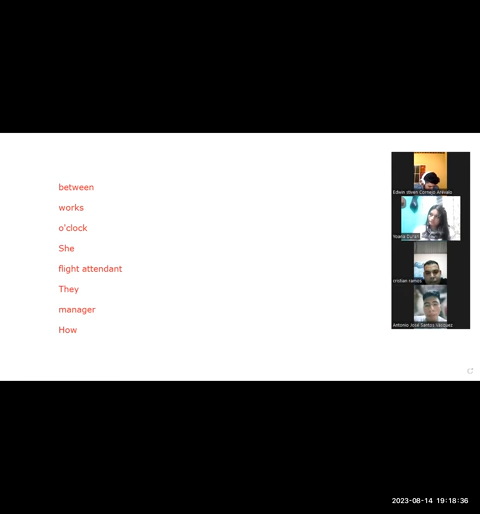 between
works
o'clock
She
flight attendant
They
manager
How
Edwin stiven Cornejo Arévalo
Yoana Durán
cristian ramos
Antonio José Santos Vásquez
2023-08-14 19:18:36